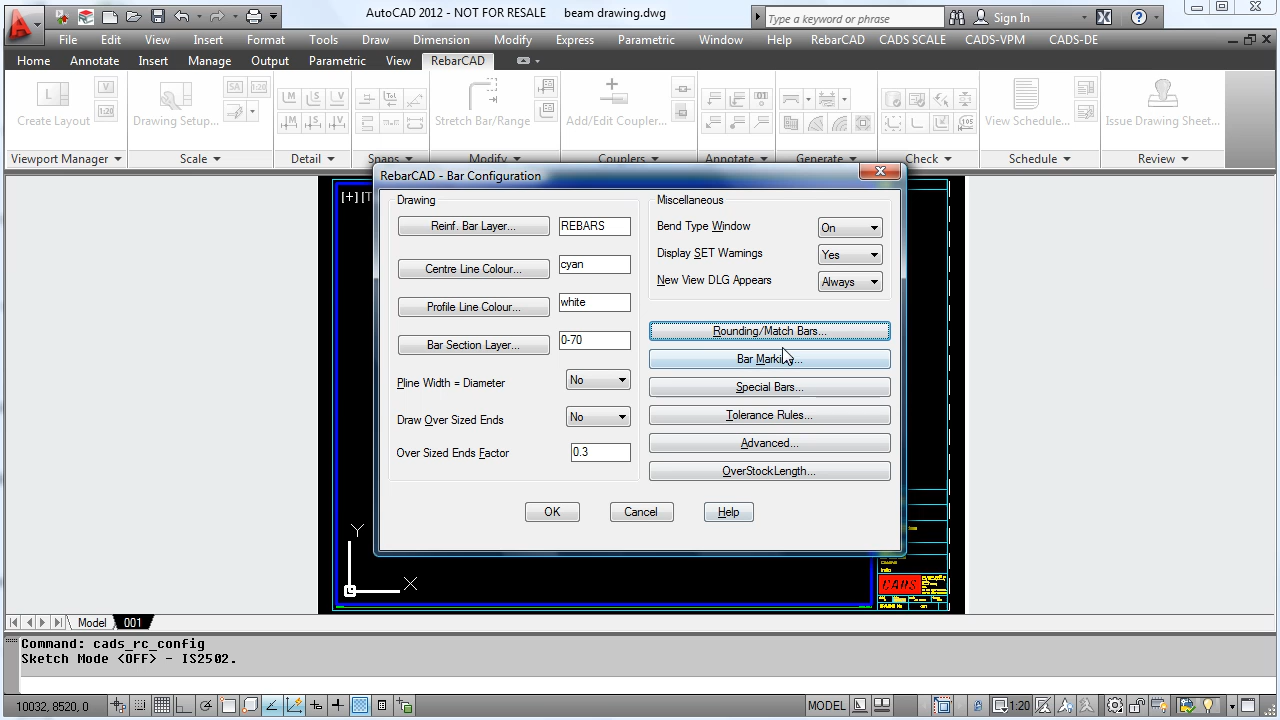 AutoCAD 2012 - NOT FOR RESALE beam drawing.dwg
Type a keyword or phrase
Sign In
File Edit View Insert Format Tools Draw Dimension Modify Express Parametric Window Help RebarCAD CADS SCALE CADS-VPM CADS-DE
Home Annotate Insert Manage Output Parametric View RebarCAD
Create Layout Drawing Setup... Stretch Bar/Range Add/Edit Coupler... View Schedule... Issue Drawing Sheet...
Viewport Manager Scale Detail Snaps Modify Couplers Annotate Generate Check Schedule Review
RebarCAD - Bar Configuration
Drawing
Reinf. Bar Layer... REBARS
Centre Line Colour... cyan
Profile Line Colour... white
Bar Section Layer... 0-70
Pline Width = Diameter No
Draw Over Sized Ends No
Over Sized Ends Factor 0.3
Miscellaneous
Bend Type Window On
Display SET Warnings Yes
New View DLG Appears Always
Rounding/Match Bars...
Bar Marking...
Special Bars...
Tolerance Rules...
Advanced...
OverStockLength...
OK Cancel Help
[+] [T
Y
X
CADS
Model 001
Command: cads_rc_config
Sketch Mode <OFF> - IS2502.
10032, 8520, 0 MODEL 1:20